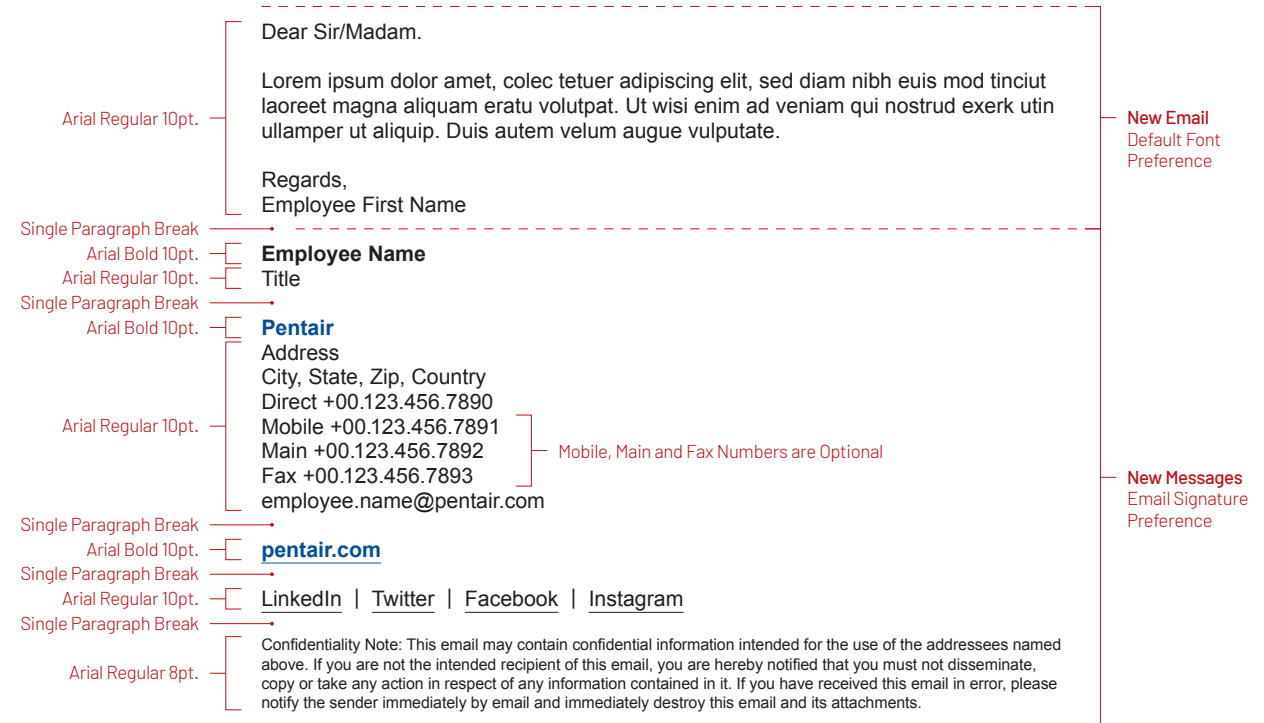 Dear Sir/Madam.
Lorem ipsum dolor amet, colec tetuer adipiscing elit, sed diam nibh euis mod tinciut
laoreet magna aliquam eratu volutpat. Ut wisi enim ad veniam qui nostrud exerk utin
ullamper ut aliquip. Duis autem velum augue vulputate.
Arial Regular 10pt.
New Email
Default Font
Preference
Regards,
Employee First Name
Single Paragraph Break
Arial Bold 10pt.
Employee Name
Arial Regular 10pt.
Title
Single Paragraph Break
Arial Bold 10pt.
Pentair
Address
City, State, Zip, Country
Direct +00.123.456.7890
Arial Regular 10pt.
Mobile +00.123.456.7891
Main +00.123.456.7892
Fax +00.123.456.7893
Mobile, Main and Fax Numbers are Optional
employee.name@pentair.com
New Messages
Email Signature
Preference
Single Paragraph Break
Arial Bold 10pt.
pentair.com
Single Paragraph Break
Arial Regular 10pt.
LinkedIn | Twitter | Facebook | Instagram
Single Paragraph Break
Arial Regular 8pt.
Confidentiality Note: This email may contain confidential information intended for the use of the addressees named
above. If you are not the intended recipient of this email, you are hereby notified that you must not disseminate,
copy or take any action in respect of any information contained in it. If you have received this email in error, please
notify the sender immediately by email and immediately destroy this email and its attachments.